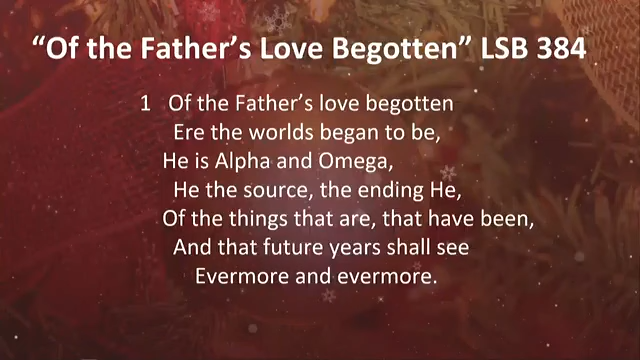 “Of the Father’s Love Begotten” LSB 384
1 Of the Father’s love begotten
Ere the worlds began to be,
He is Alpha and Omega,
He the source, the ending He,
Of the things that are, that have been,
And that future years shall see
Evermore and evermore.